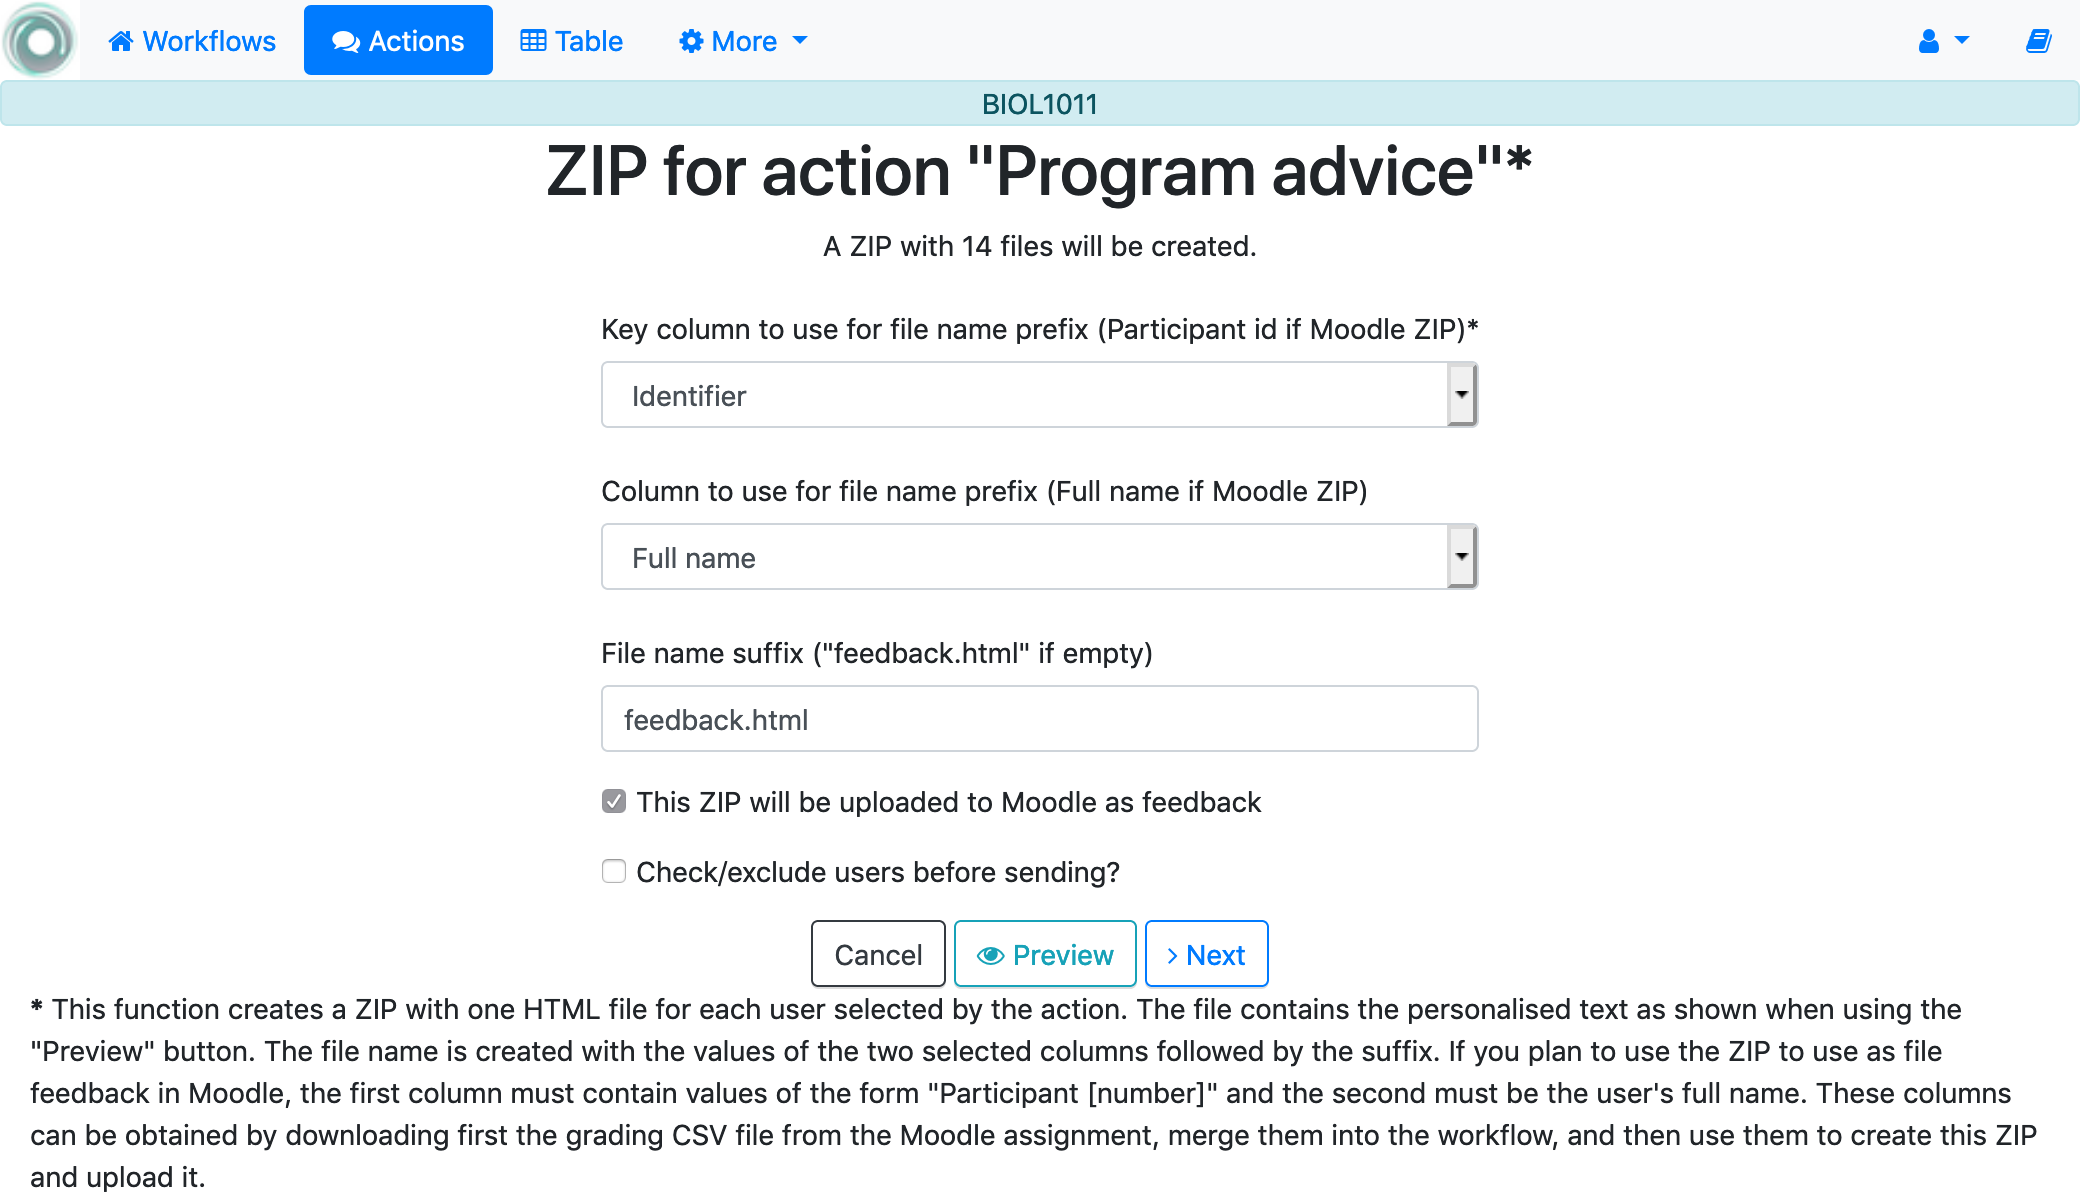 Workflows Actions Table More
BIOL1011
ZIP for action "Program advice"*
A ZIP with 14 files will be created.
Key column to use for file name prefix (Participant id if Moodle ZIP)*
Identifier
Column to use for file name prefix (Full name if Moodle ZIP)
Full name
File name suffix ("feedback.html" if empty)
feedback.html
This ZIP will be uploaded to Moodle as feedback
Check/exclude users before sending?
Cancel Preview Next
* This function creates a ZIP with one HTML file for each user selected by the action. The file contains the personalised text as shown when using the
"Preview" button. The file name is created with the values of the two selected columns followed by the suffix. If you plan to use the ZIP to use as file
feedback in Moodle, the first column must contain values of the form "Participant [number]" and the second must be the user's full name. These columns
can be obtained by downloading first the grading CSV file from the Moodle assignment, merge them into the workflow, and then use them to create this ZIP
and upload it.